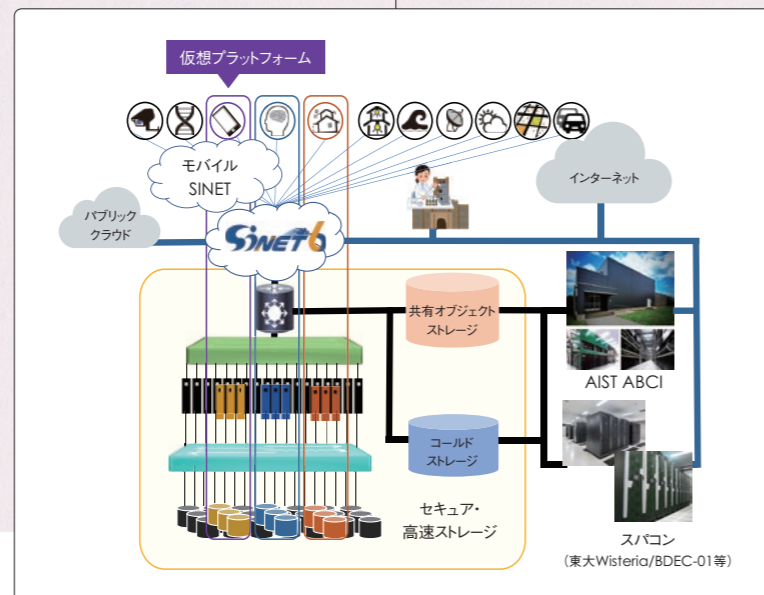 仮想プラットフォーム
モバイル
SINET
パブリック
クラウド
SiNET6
インターネット
共有オブジェクト
ストレージ
AIST ABCI
コールド
ストレージ
セキュア・
高速ストレージ
スパコン
（東大Wisteria/BDEC-01等）